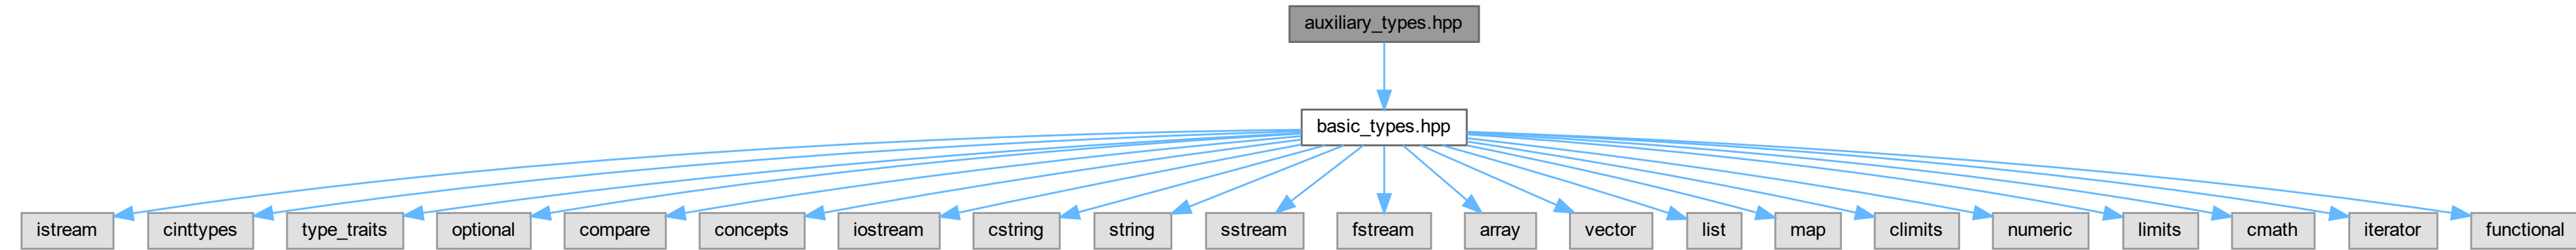 auxiliary_types.hpp
basic_types.hpp
istream cinttypes type_traits optional compare concepts iostream cstring string sstream fstream array vector list map climits numeric limits cmath iterator functional